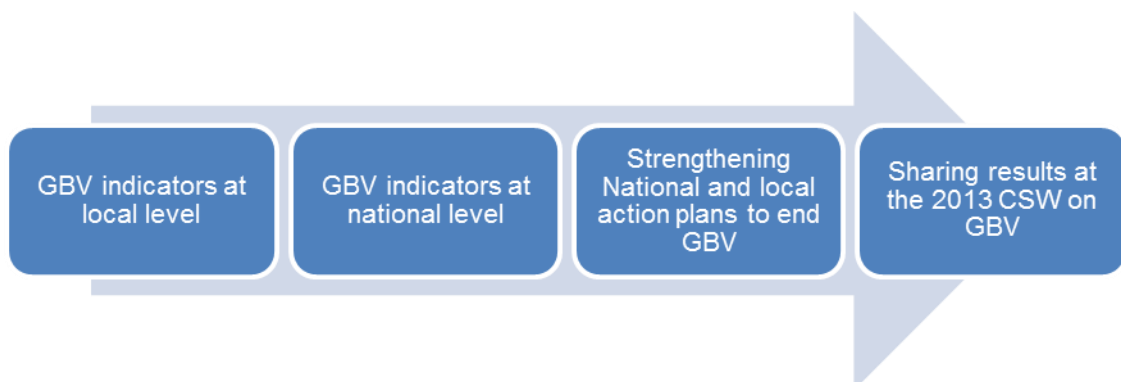 GBV indicators at
local level
GBV indicators at
national level
Strengthening
National and local
action plans to end
GBV
Sharing results at
the 2013 CSW on
GBV